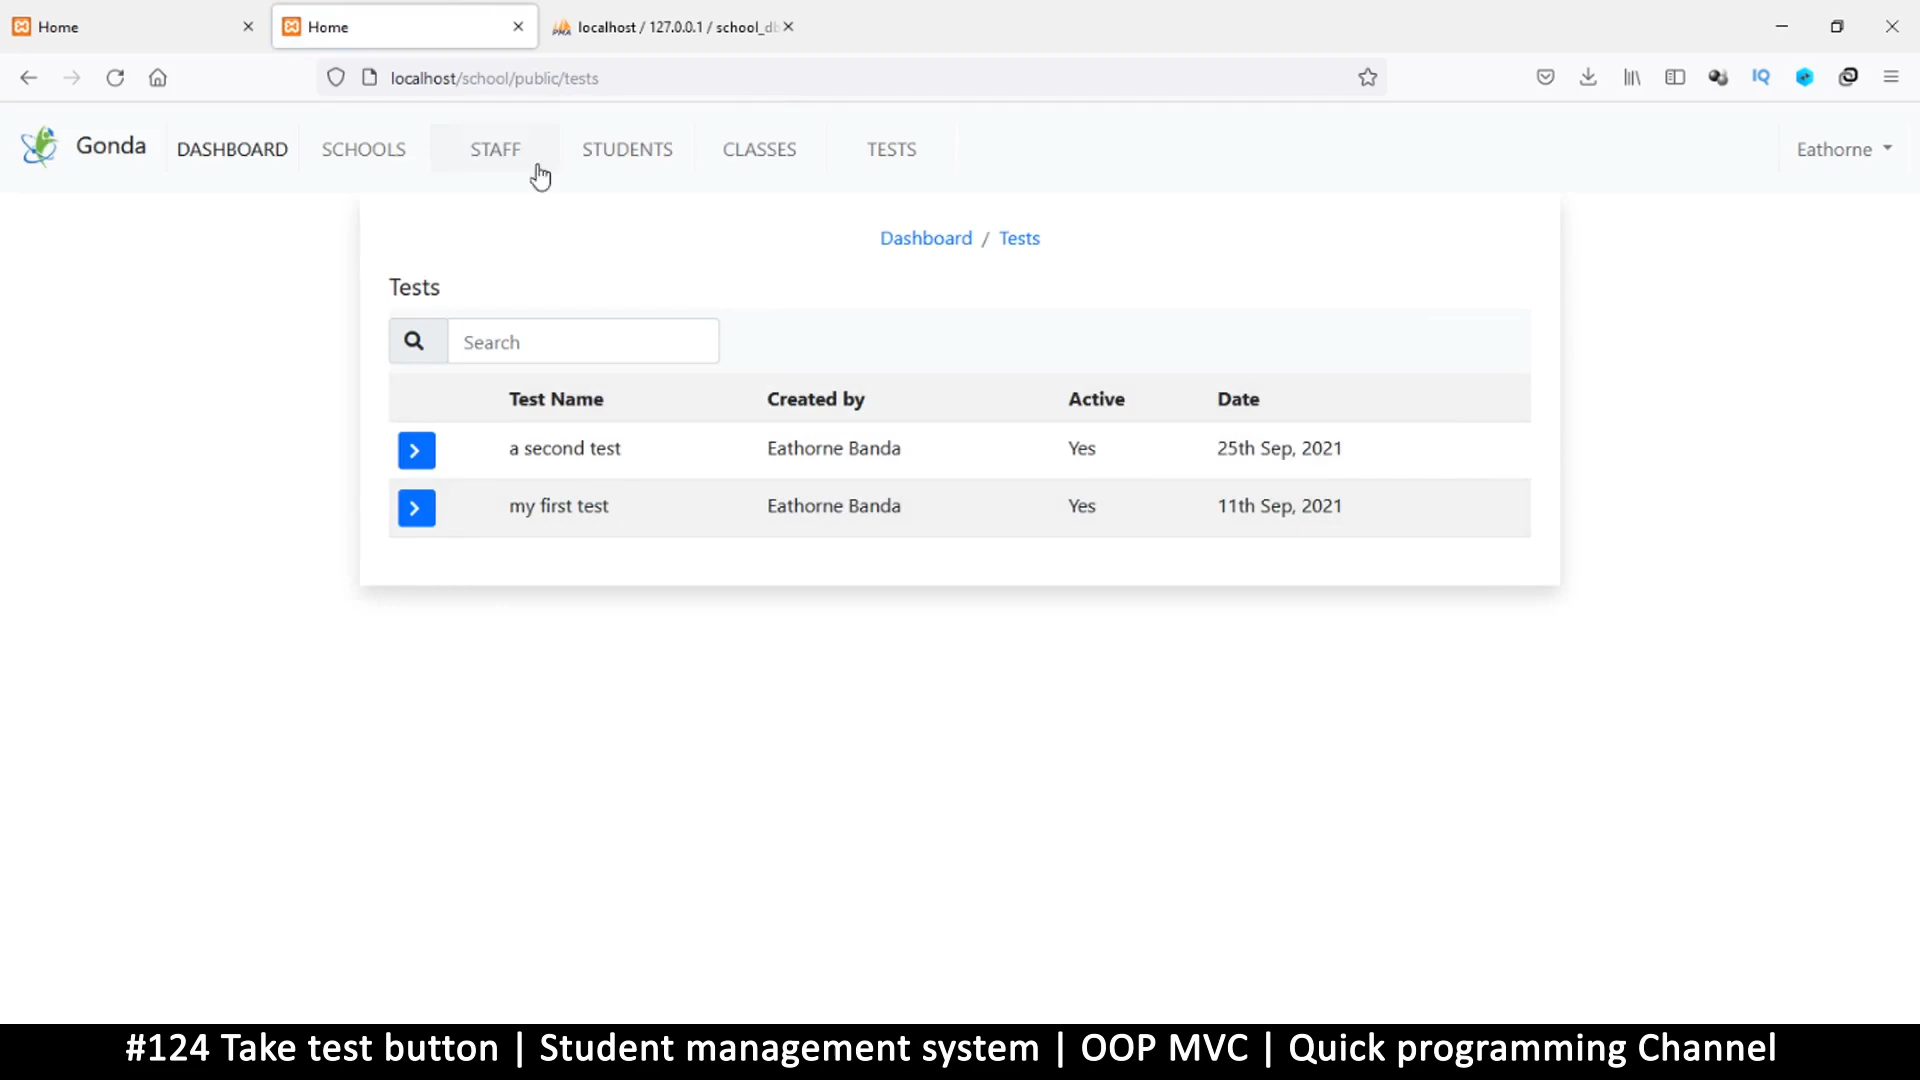 Home
Home
localhost / 127.0.0.1 / school_db
localhost/school/public/tests
IQ
Gonda
DASHBOARD
SCHOOLS
STAFF
STUDENTS
CLASSES
TESTS
Eathorne
Dashboard / Tests
Tests
Search
Test Name Created by Active Date
a second test Eathorne Banda Yes 25th Sep, 2021
my first test Eathorne Banda Yes 11th Sep, 2021
#124 Take test button | Student management system | OOP MVC | Quick programming Channel